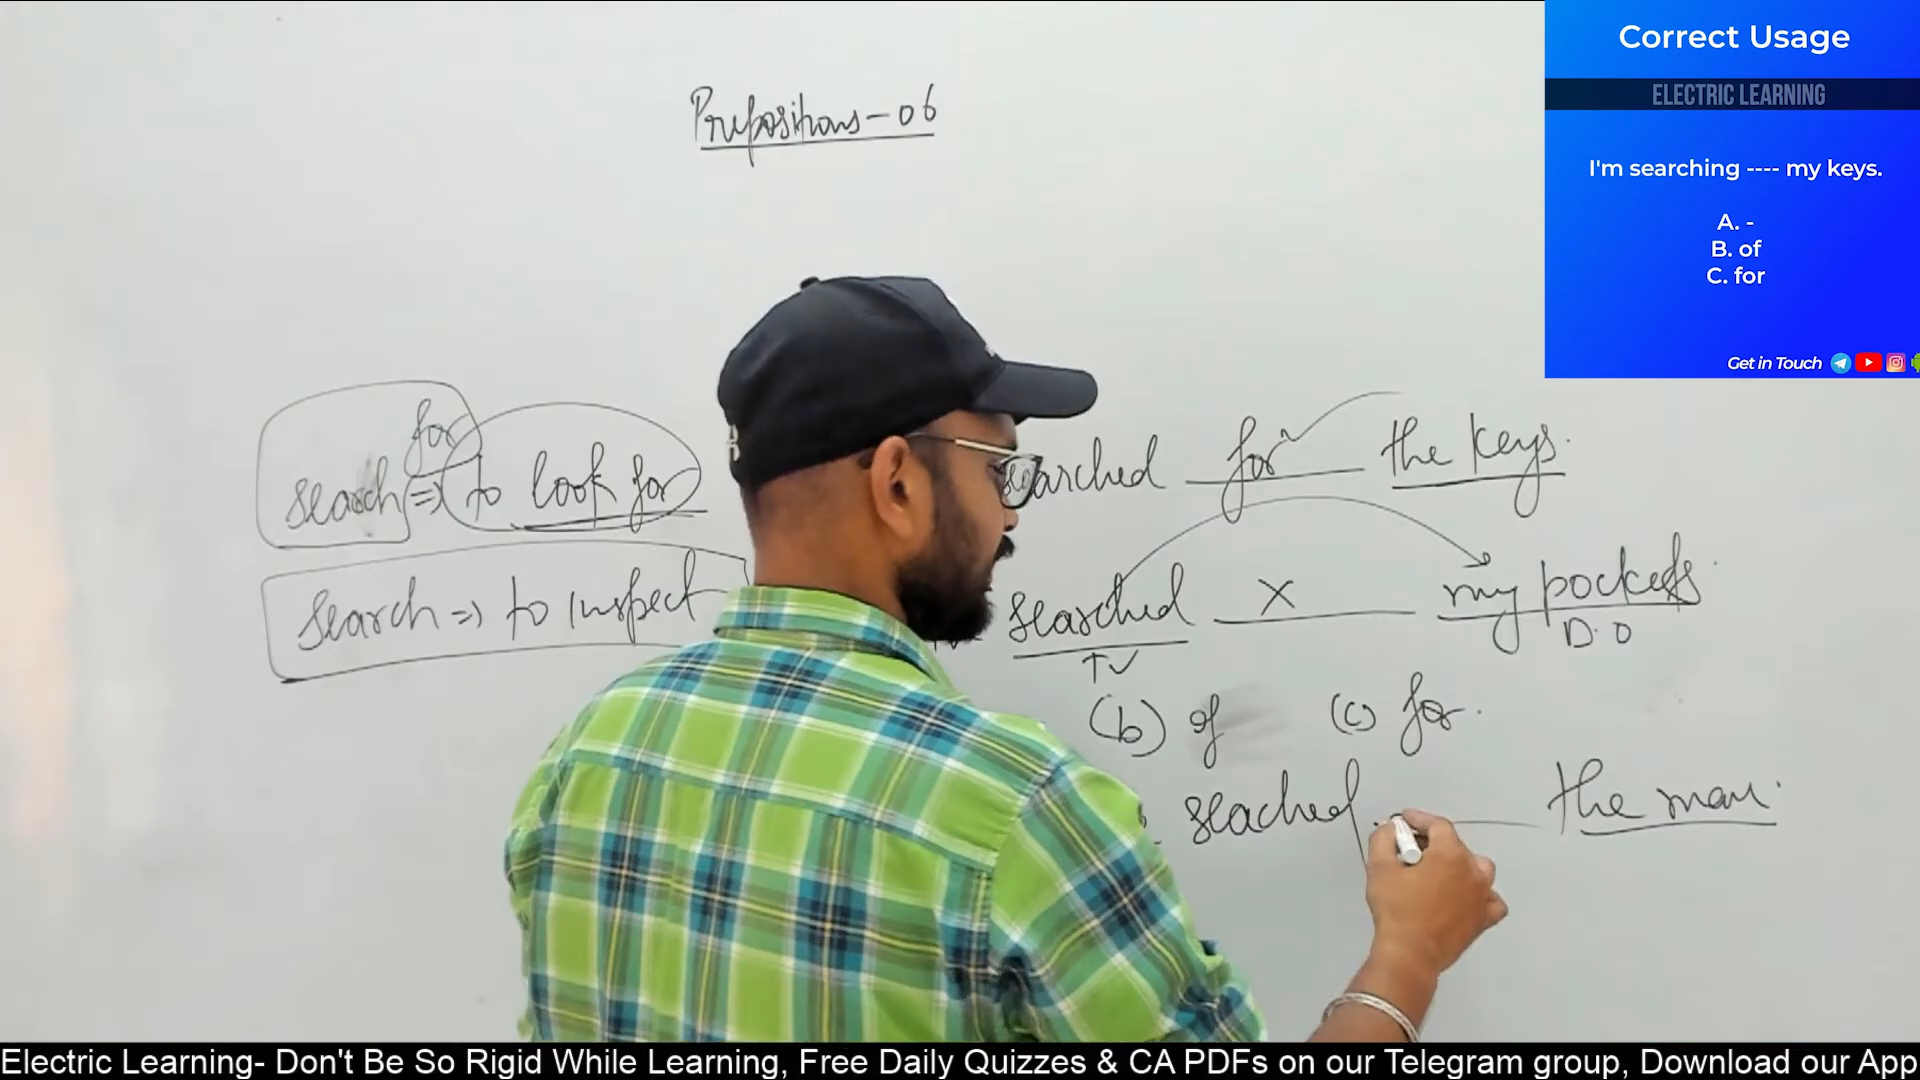 Correct Usage
ELECTRIC LEARNING
Prepositions-06
I'm searching ---- my keys.
A. -
B. of
C. for
Get in Touch
for
search => to look for
searched for the keys.
search => to inspect
searched X my pockets.
D.O
(b) of (c) for.
seached the man.
Electric Learning- Don't Be So Rigid While Learning, Free Daily Quizzes & CA PDFs on our Telegram group, Download our App